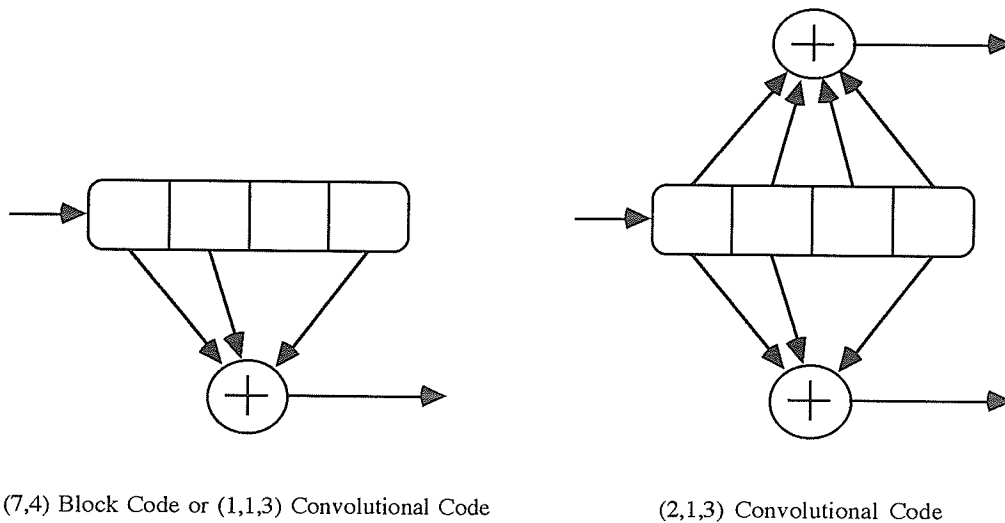 (7,4) Block Code or (1,1,3) Convolutional Code
(2,1,3) Convolutional Code